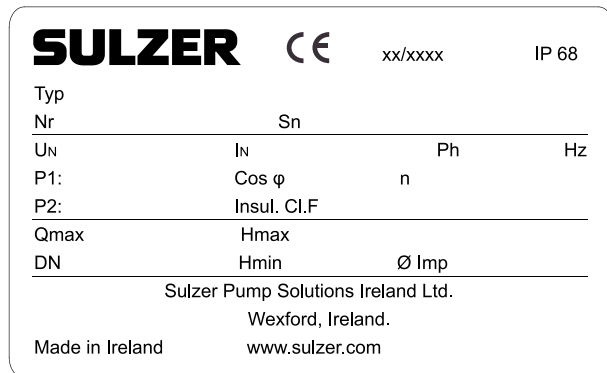 SULZER CE xx/xxxx IP 68
Typ
Nr Sn
UN IN Ph Hz
P1: Cos φ n
P2: Insul. Cl.F
Qmax Hmax
DN Hmin Ø Imp
Sulzer Pump Solutions Ireland Ltd.
Wexford, Ireland.
Made in Ireland www.sulzer.com